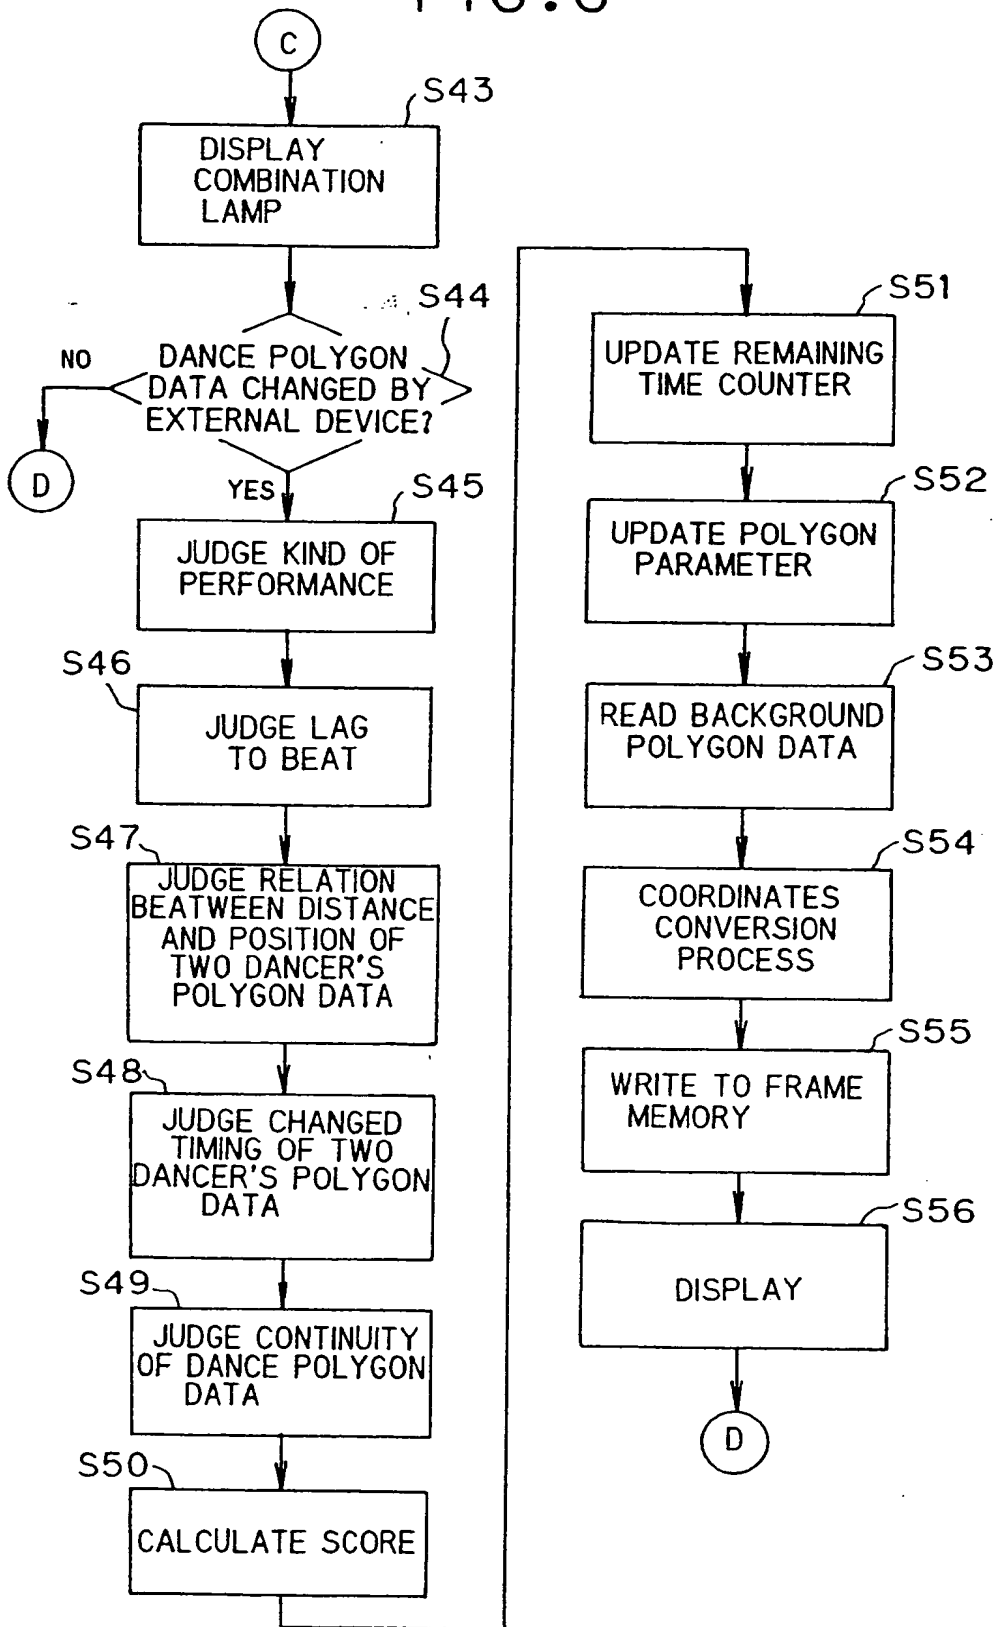 C
S43
DISPLAY
COMBINATION
LAMP
S44
NO
DANCE POLYGON
DATA CHANGED BY
EXTERNAL DEVICE?
D
YES
S45
JUDGE KIND OF
PERFORMANCE
S46
JUDGE LAG
TO BEAT
S47
JUDGE RELATION
BEATWEEN DISTANCE
AND POSITION OF
TWO DANCER'S
POLYGON DATA
S48
JUDGE CHANGED
TIMING OF TWO
DANCER'S POLYGON
DATA
S49
JUDGE CONTINUITY
OF DANCE POLYGON
DATA
S50
CALCULATE SCORE
S51
UPDATE REMAINING
TIME COUNTER
S52
UPDATE POLYGON
PARAMETER
S53
READ BACKGROUND
POLYGON DATA
S54
COORDINATES
CONVERSION
PROCESS
S55
WRITE TO FRAME
MEMORY
S56
DISPLAY
D